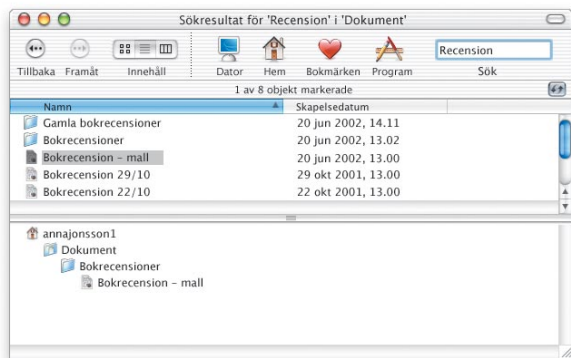 Sökresultat för 'Recension' i 'Dokument'
Recension
Tillbaka Framåt Innehåll Dator Hem Bokmärken Program Sök
1 av 8 objekt markerade
Namn Skapelsedatum
Gamla bokrecensioner 20 jun 2002, 14.11
Bokrecensioner 20 jun 2002, 13.02
Bokrecension – mall 20 jun 2002, 13.00
Bokrecension 29/10 29 okt 2001, 13.00
Bokrecension 22/10 22 okt 2001, 13.00
annajonsson1
Dokument
Bokrecensioner
Bokrecension – mall